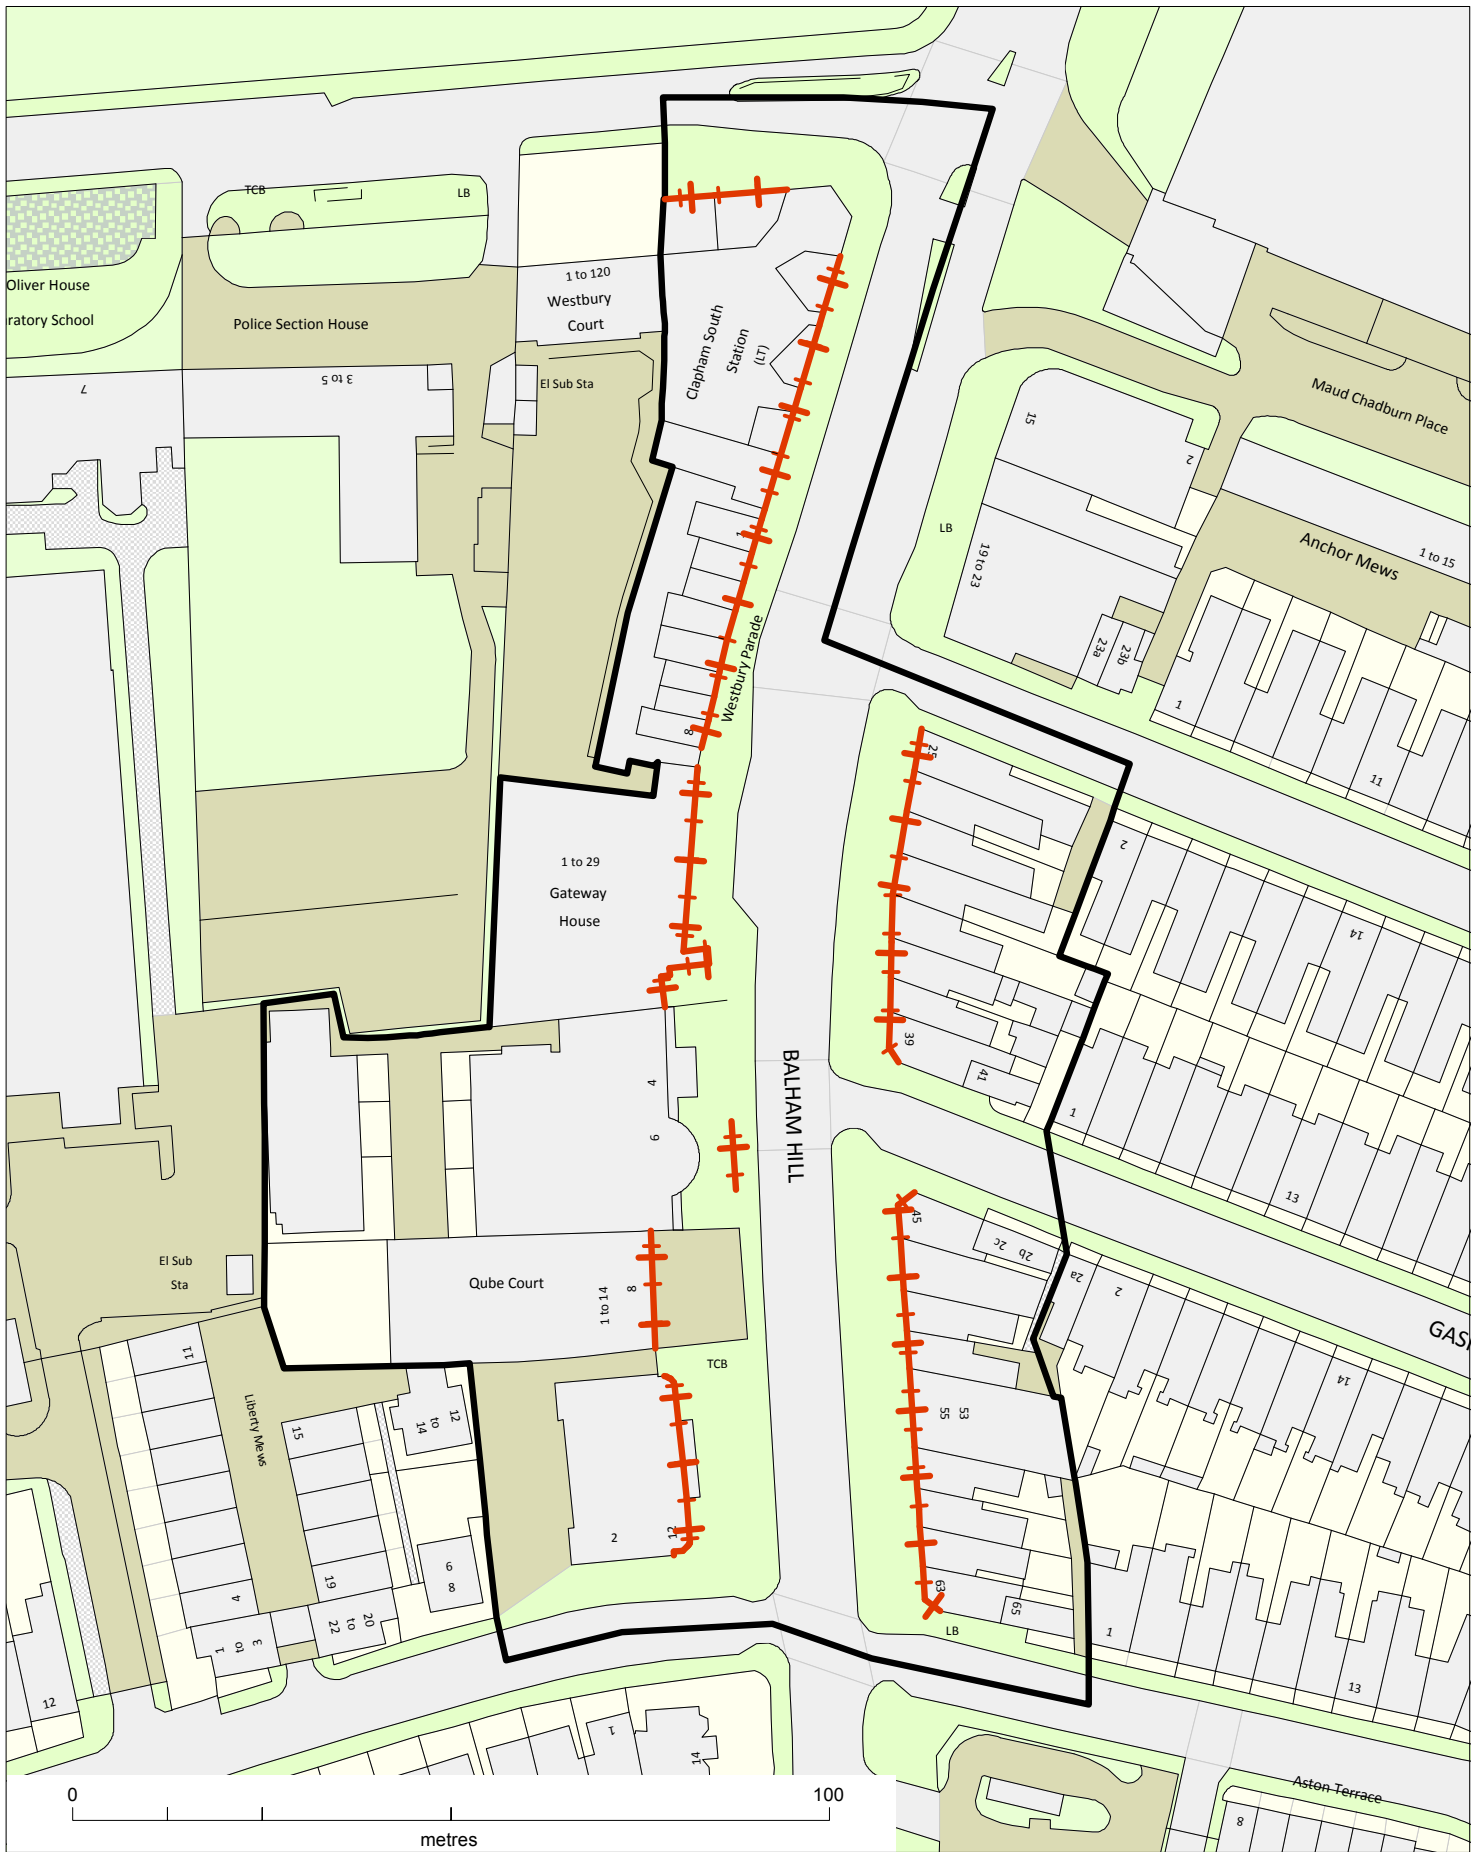 TCB
LB
Oliver House
ratory School
Police Section House
1 to 120
Westbury
Court
Clapham South
Station
(LT)
El Sub Sta
7
3 to 5
Maud Chadburn Place
15
2
LB
19 to 23
Anchor Mews
1 to 15
23a
23b
1
11
1
Westbury Parade
8
25
2
14
1 to 29
Gateway
House
39
41
1
13
4
6
BALHAM HILL
45
2b 2c
2a
2
GAS
14
El Sub
Sta
Qube Court
1 to 14
8
TCB
11
Liberty Mews
15
12
to
14
55 53
4
19
6
8
2
12
63
65
LB
1
13
3
to
1
20
to
22
12
1
14
Aston Terrace
8
0
100
metres